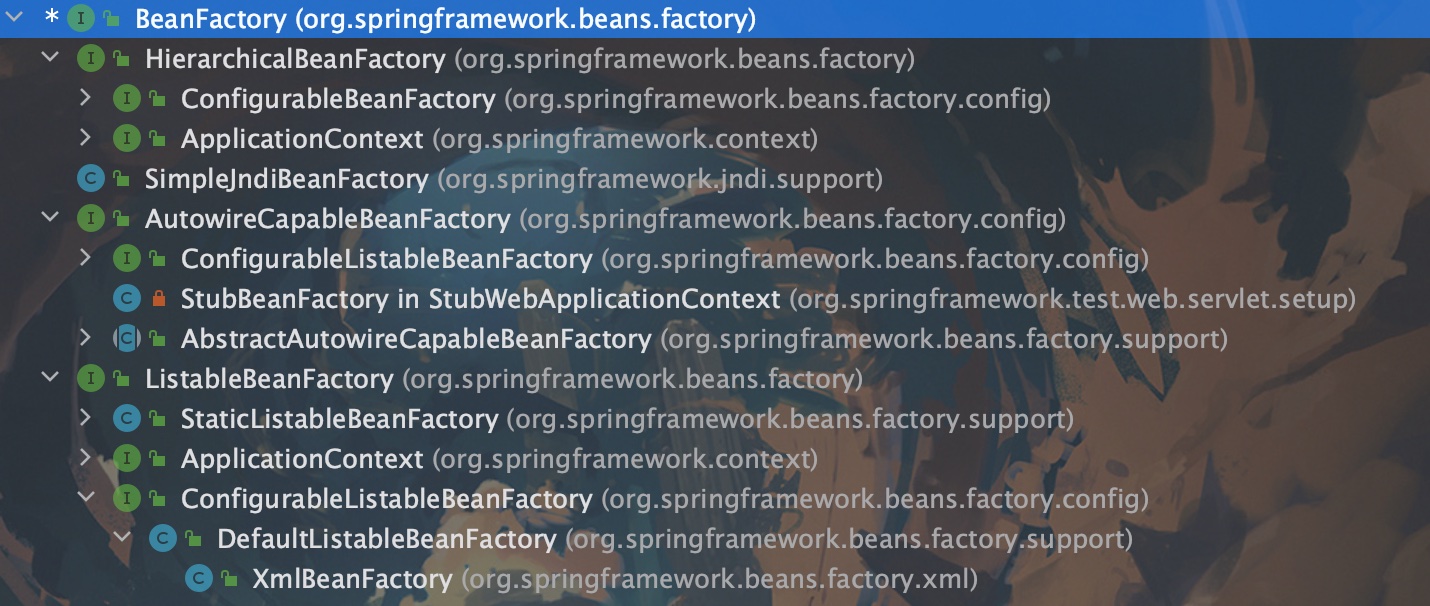 * I BeanFactory (org.springframework.beans.factory)
I HierarchicalBeanFactory (org.springframework.beans.factory)
I ConfigurableBeanFactory (org.springframework.beans.factory.config)
I ApplicationContext (org.springframework.context)
C SimpleJndiBeanFactory (org.springframework.jndi.support)
I AutowireCapableBeanFactory (org.springframework.beans.factory.config)
I ConfigurableListableBeanFactory (org.springframework.beans.factory.config)
C StubBeanFactory in StubWebApplicationContext (org.springframework.test.web.servlet.setup)
C AbstractAutowireCapableBeanFactory (org.springframework.beans.factory.support)
I ListableBeanFactory (org.springframework.beans.factory)
C StaticListableBeanFactory (org.springframework.beans.factory.support)
I ApplicationContext (org.springframework.context)
I ConfigurableListableBeanFactory (org.springframework.beans.factory.config)
C DefaultListableBeanFactory (org.springframework.beans.factory.support)
C XmlBeanFactory (org.springframework.beans.factory.xml)